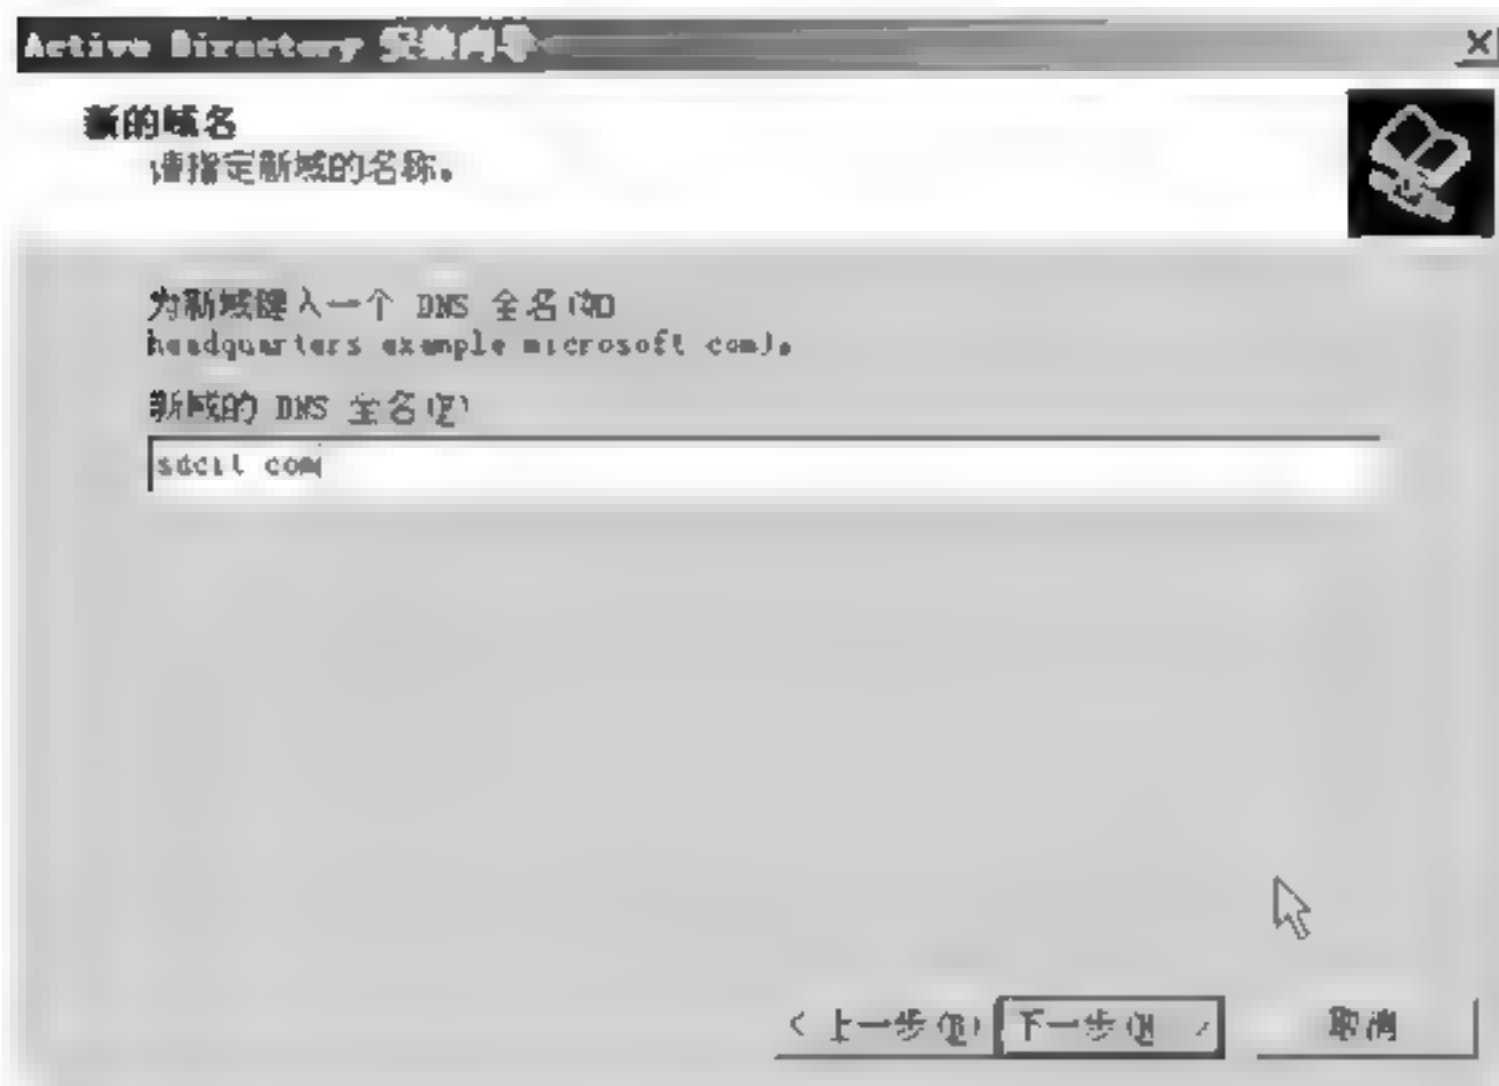 Active Directory 安装向导
新的域名
请指定新域的名称。
为新域键入一个 DNS 全名(如
headquarters example microsoft com)。
新域的 DNS 全名(F)
sdcit com
< 上一步(B)
下一步(N) >
取消